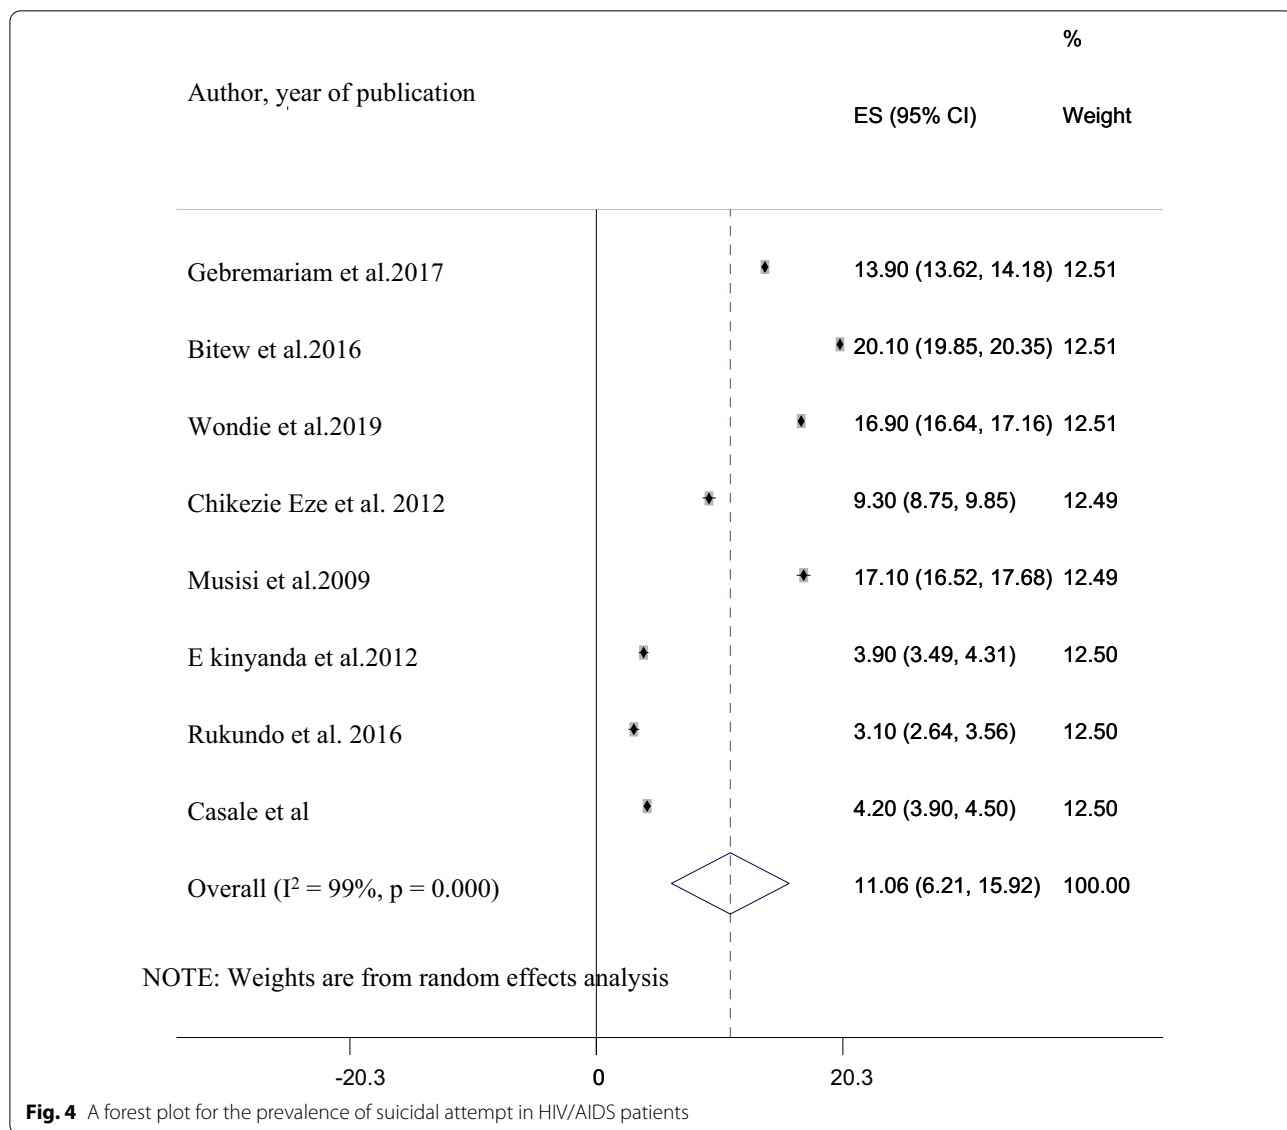 %
Author, year of publication
ES (95% CI) Weight
Gebremariam et al.2017 13.90 (13.62, 14.18) 12.51
Bitew et al.2016 20.10 (19.85, 20.35) 12.51
Wondie et al.2019 16.90 (16.64, 17.16) 12.51
Chikezie Eze et al. 2012 9.30 (8.75, 9.85) 12.49
Musisi et al.2009 17.10 (16.52, 17.68) 12.49
E kinyanda et al.2012 3.90 (3.49, 4.31) 12.50
Rukundo et al. 2016 3.10 (2.64, 3.56) 12.50
Casale et al 4.20 (3.90, 4.50) 12.50
Overall (I² = 99%, p = 0.000) 11.06 (6.21, 15.92) 100.00
NOTE: Weights are from random effects analysis
-20.3 0 20.3
Fig. 4 A forest plot for the prevalence of suicidal attempt in HIV/AIDS patients